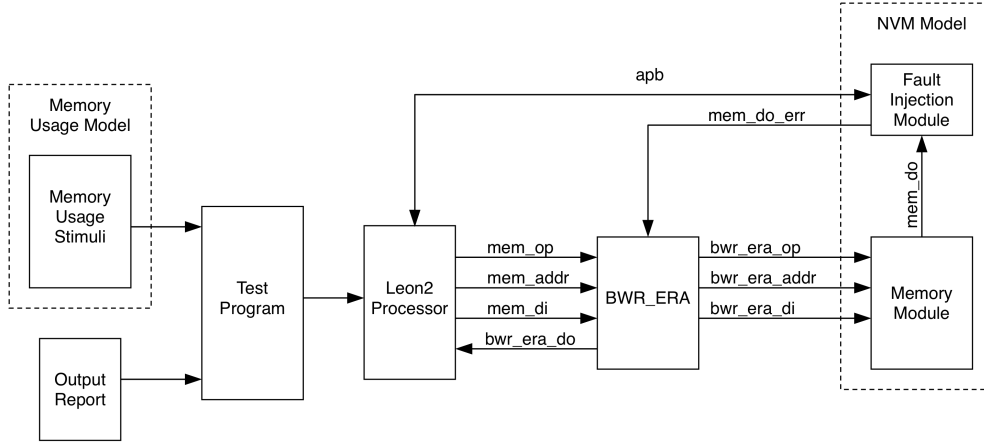 NVM Model
Memory
Usage Model
Memory
Usage
Stimuli
Output
Report
Test
Program
Leon2
Processor
apb
mem_do_err
mem_op
mem_addr
mem_di
bwr_era_do
BWR_ERA
bwr_era_op
bwr_era_addr
bwr_era_di
Fault
Injection
Module
mem_do
Memory
Module